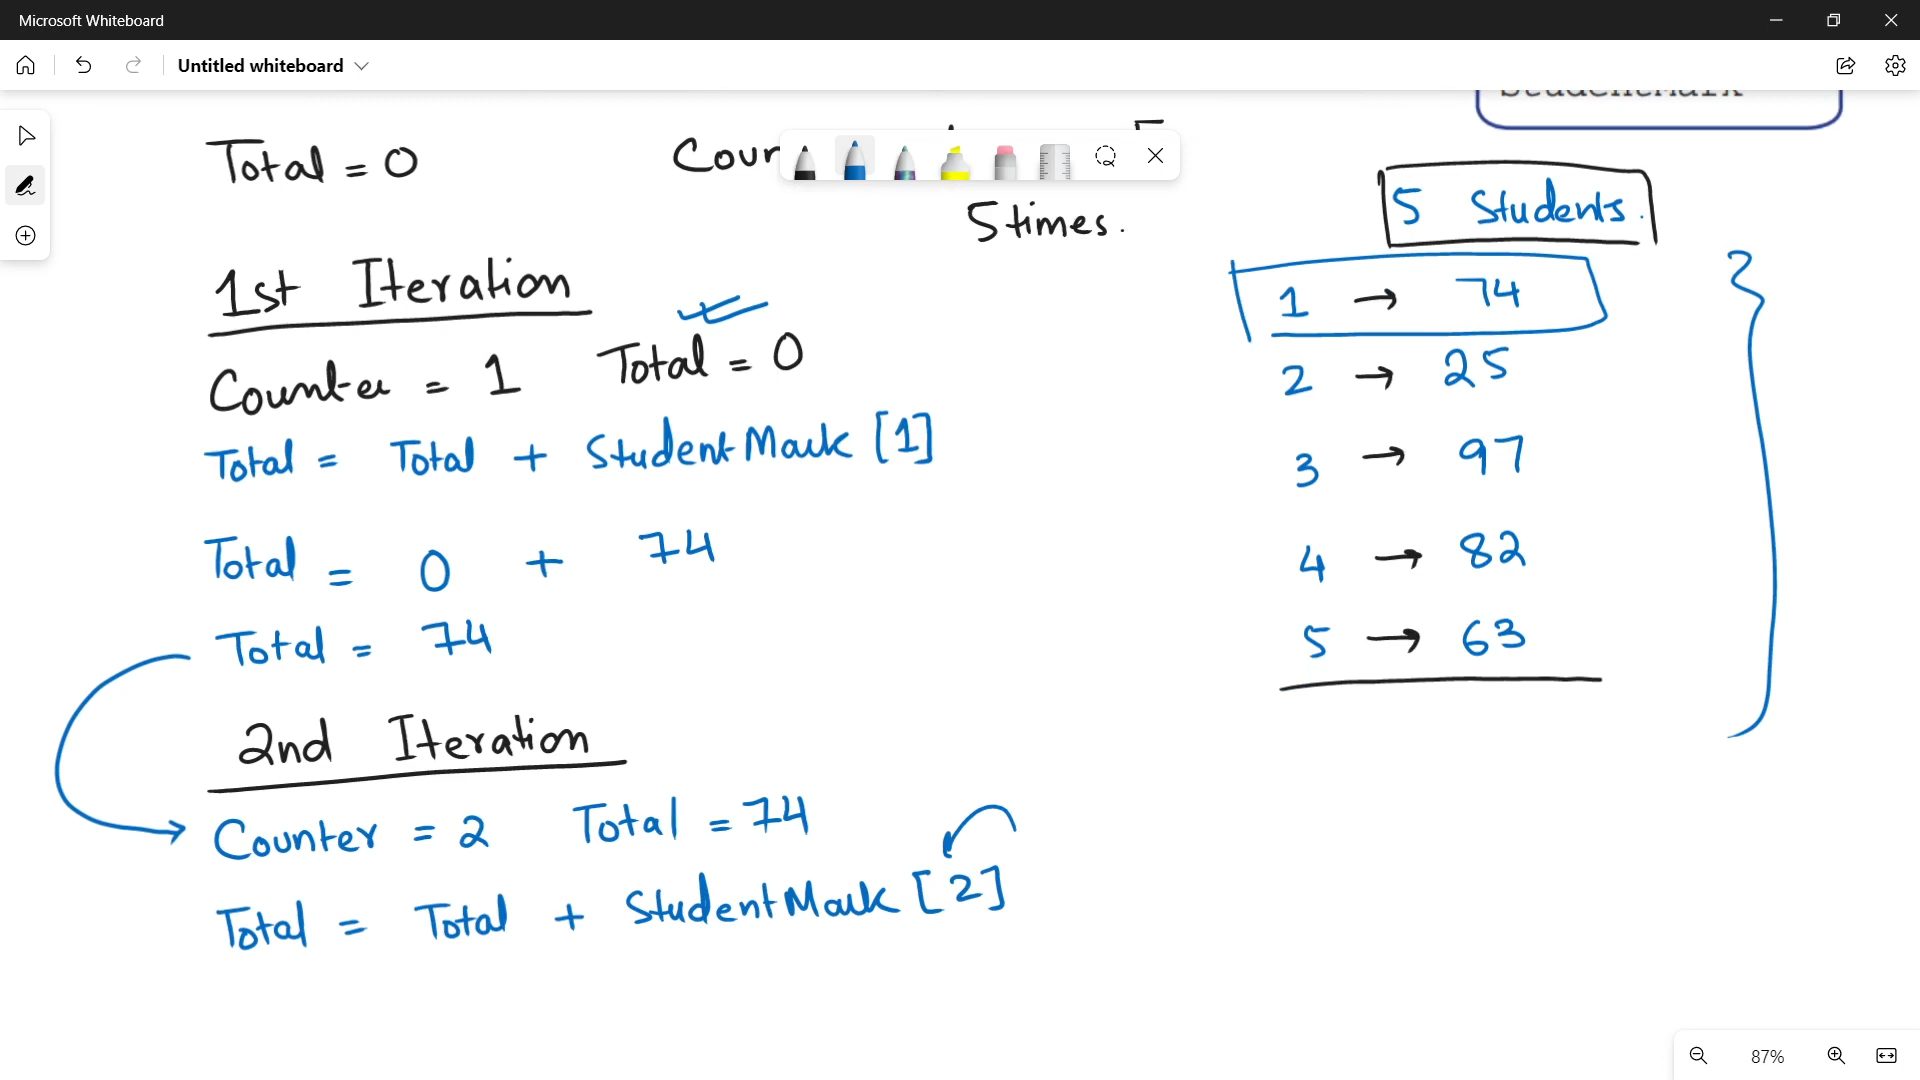 Microsoft Whiteboard
Untitled whiteboard
Total = 0
5 times.
1st Iteration
Counter = 1 Total = 0
Total = Total + StudentMark [1]
Total = 0 + 74
Total = 74
2nd Iteration
Counter = 2 Total = 74
Total = Total + StudentMark [2]
5 Students.
1 → 74
2 → 25
3 → 97
4 → 82
5 → 63
87%